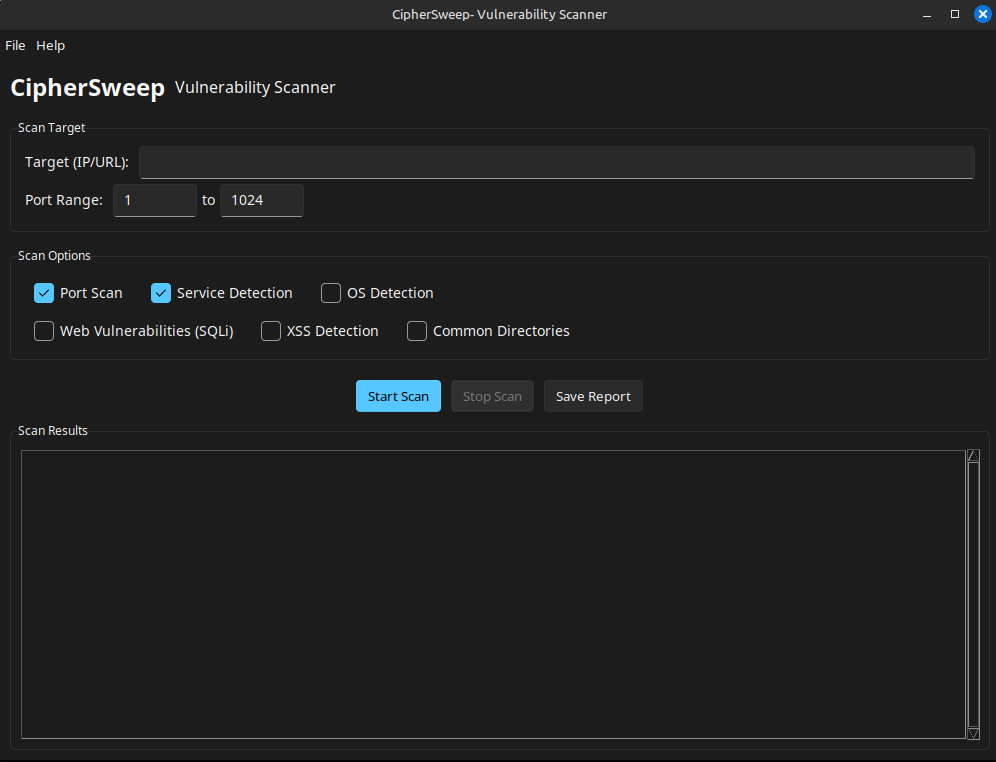 CipherSweep- Vulnerability Scanner
File Help
CipherSweep Vulnerability Scanner
Scan Target
Target (IP/URL):
Port Range: 1 to 1024
Scan Options
Port Scan Service Detection OS Detection
Web Vulnerabilities (SQLi) XSS Detection Common Directories
Start Scan Stop Scan Save Report
Scan Results